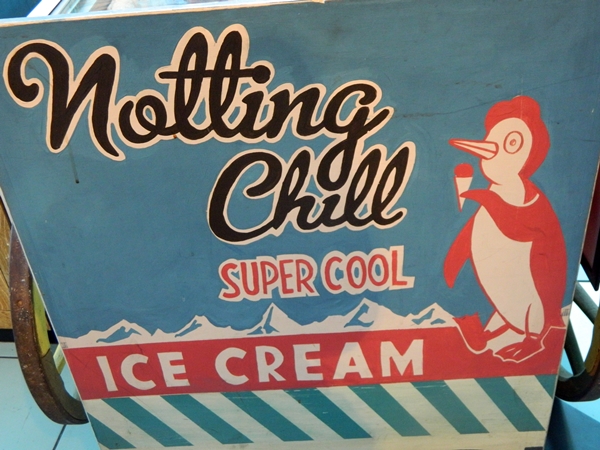 Notting
Chill
SUPER COOL
ICE CREAM